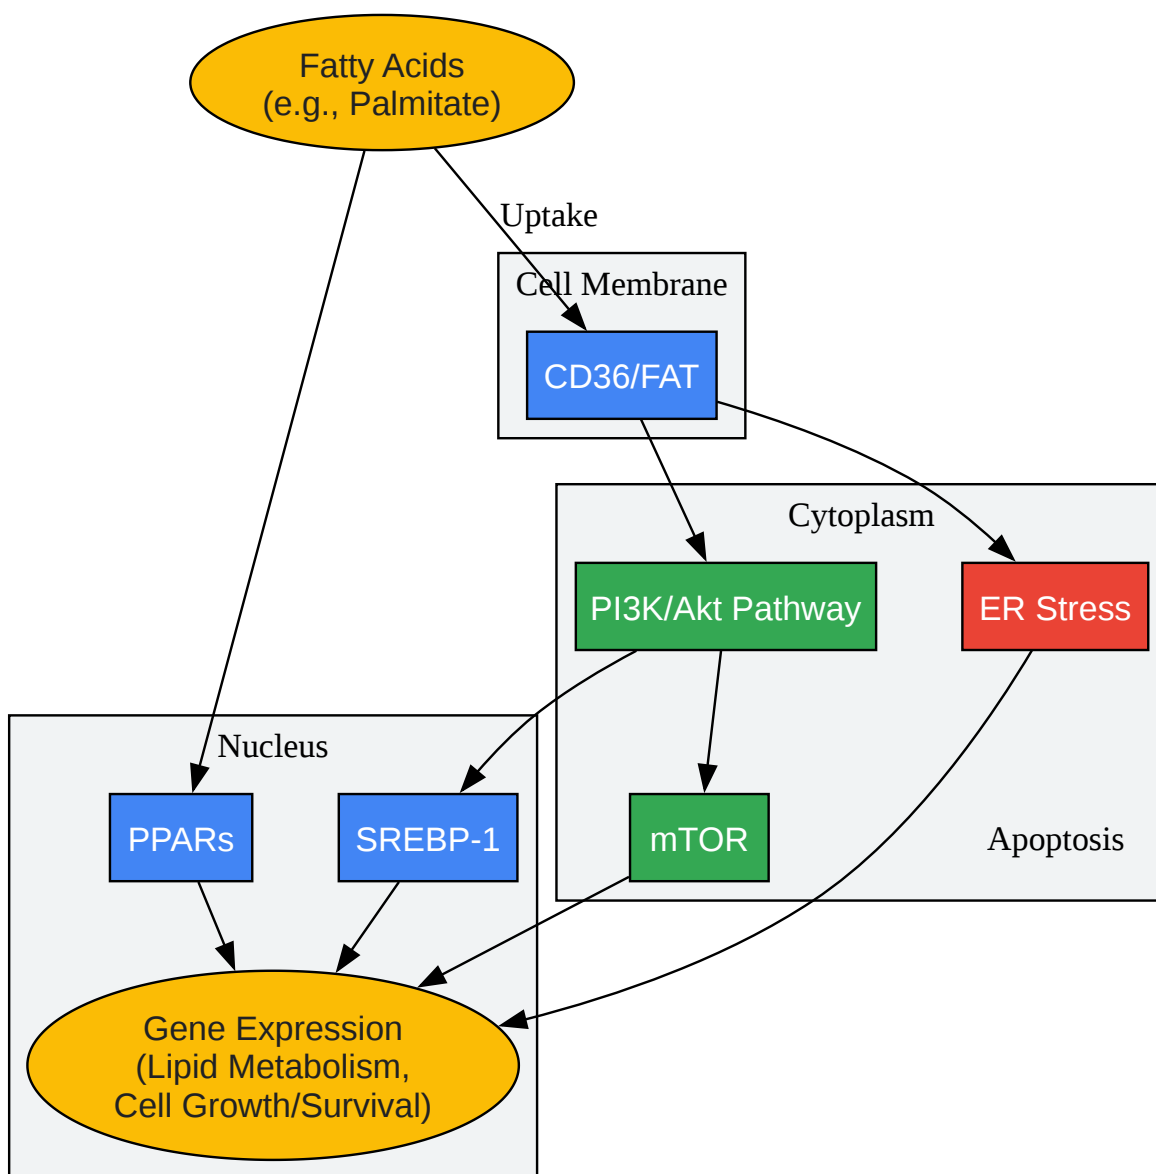 Fatty Acids
(e.g., Palmitate)
Uptake
Cell Membrane
CD36/FAT
Cytoplasm
PI3K/Akt Pathway
ER Stress
Nucleus
PPARs
SREBP-1
mTOR
Apoptosis
Gene Expression
(Lipid Metabolism,
Cell Growth/Survival)